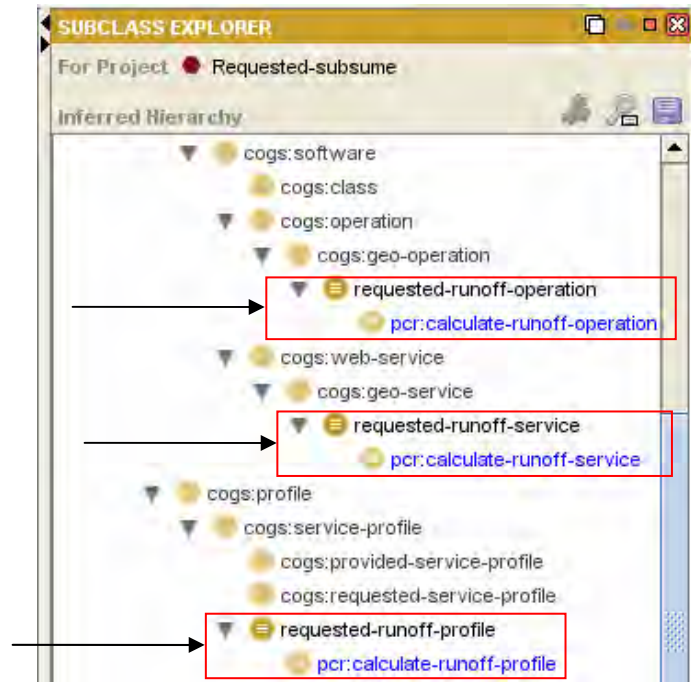 SUBCLASS EXPLORER
For Project Requested-subsume
Inferred Hierarchy
cogs:software
cogs:class
cogs:operation
cogs:geo-operation
requested-runoff-operation
pcr:calculate-runoff-operation
cogs:web-service
cogs:geo-service
requested-runoff-service
pcr:calculate-runoff-service
cogs:profile
cogs:service-profile
cogs:provided-service-profile
cogs:requested-service-profile
requested-runoff-profile
pcr:calculate-runoff-profile